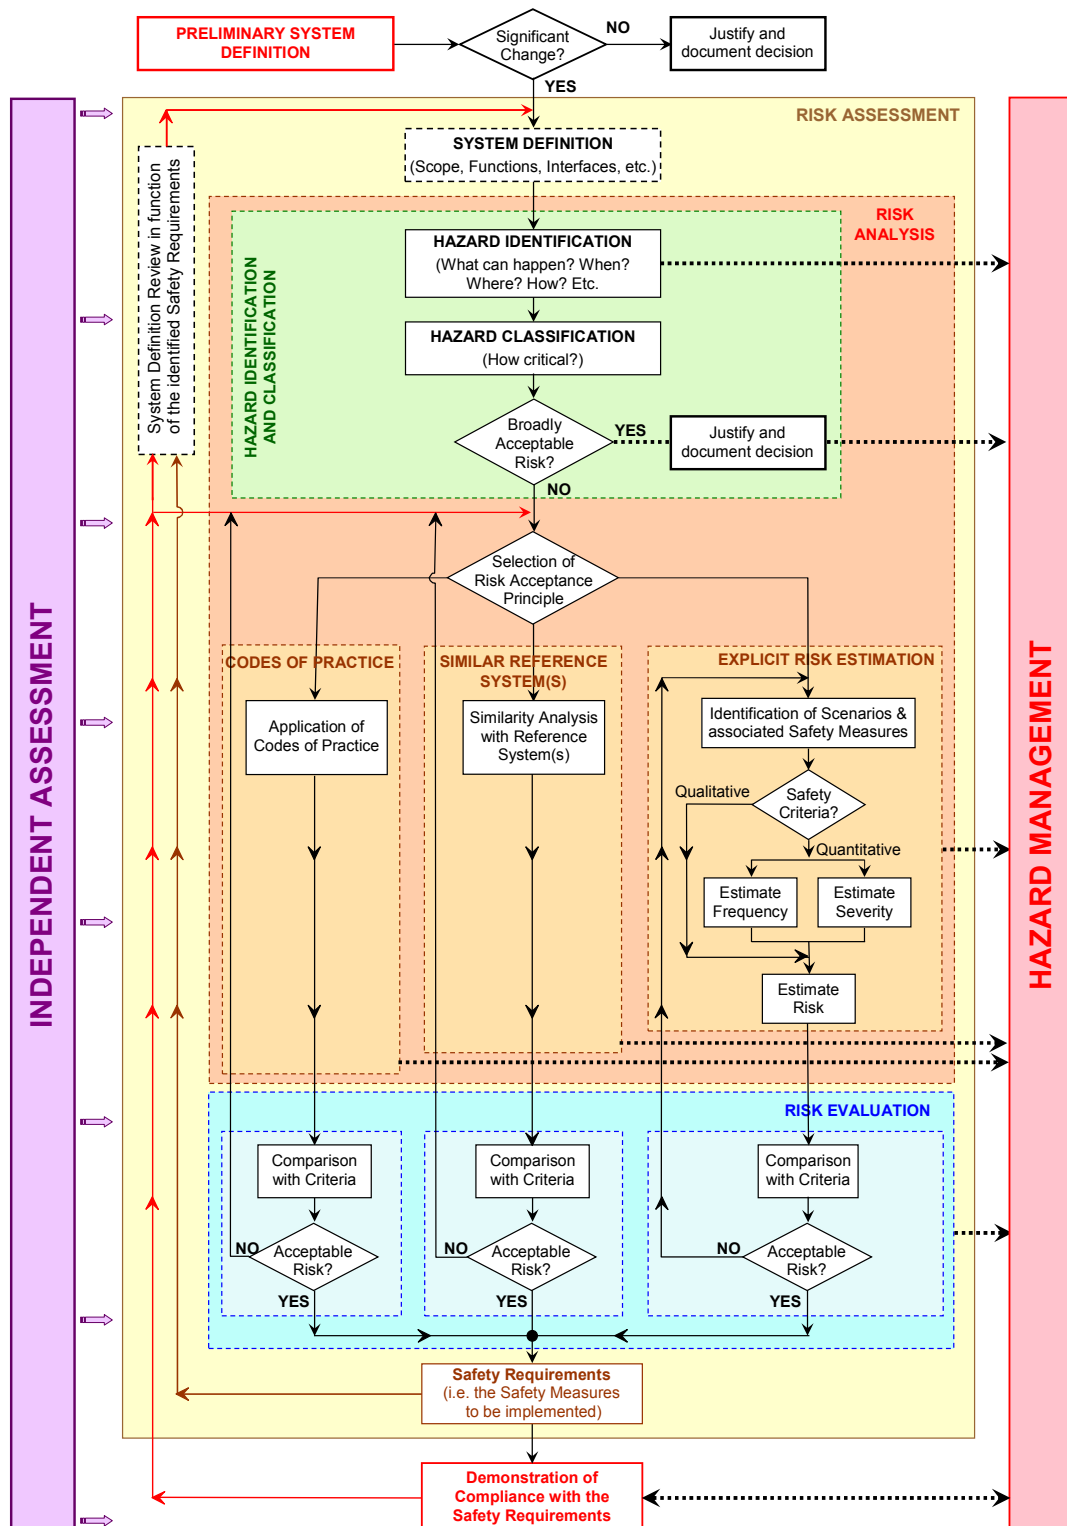 PRELIMINARY SYSTEM
DEFINITION
Significant
Change?
NO
Justify and
document decision
YES
RISK ASSESSMENT
SYSTEM DEFINITION
(Scope, Functions, Interfaces, etc.)
System Definition Review in function
of the identified Safety Requirements
RISK
ANALYSIS
HAZARD IDENTIFICATION
AND CLASSIFICATION
HAZARD IDENTIFICATION
(What can happen? When?
Where? How? Etc.
HAZARD CLASSIFICATION
(How critical?)
Broadly
Acceptable
Risk?
YES
Justify and
document decision
NO
Selection of
Risk Acceptance
Principle
INDEPENDENT ASSESSMENT
HAZARD MANAGEMENT
CODES OF PRACTICE
Application of
Codes of Practice
SIMILAR REFERENCE
SYSTEM(S)
Similarity Analysis
with Reference
System(s)
EXPLICIT RISK ESTIMATION
Identification of Scenarios &
associated Safety Measures
Qualitative
Safety
Criteria?
Quantitative
Estimate
Frequency
Estimate
Severity
Estimate
Risk
RISK EVALUATION
Comparison
with Criteria
NO
Acceptable
Risk?
YES
Comparison
with Criteria
NO
Acceptable
Risk?
YES
Comparison
with Criteria
NO
Acceptable
Risk?
YES
Safety Requirements
(i.e. the Safety Measures
to be implemented)
Demonstration of
Compliance with the
Safety Requirements